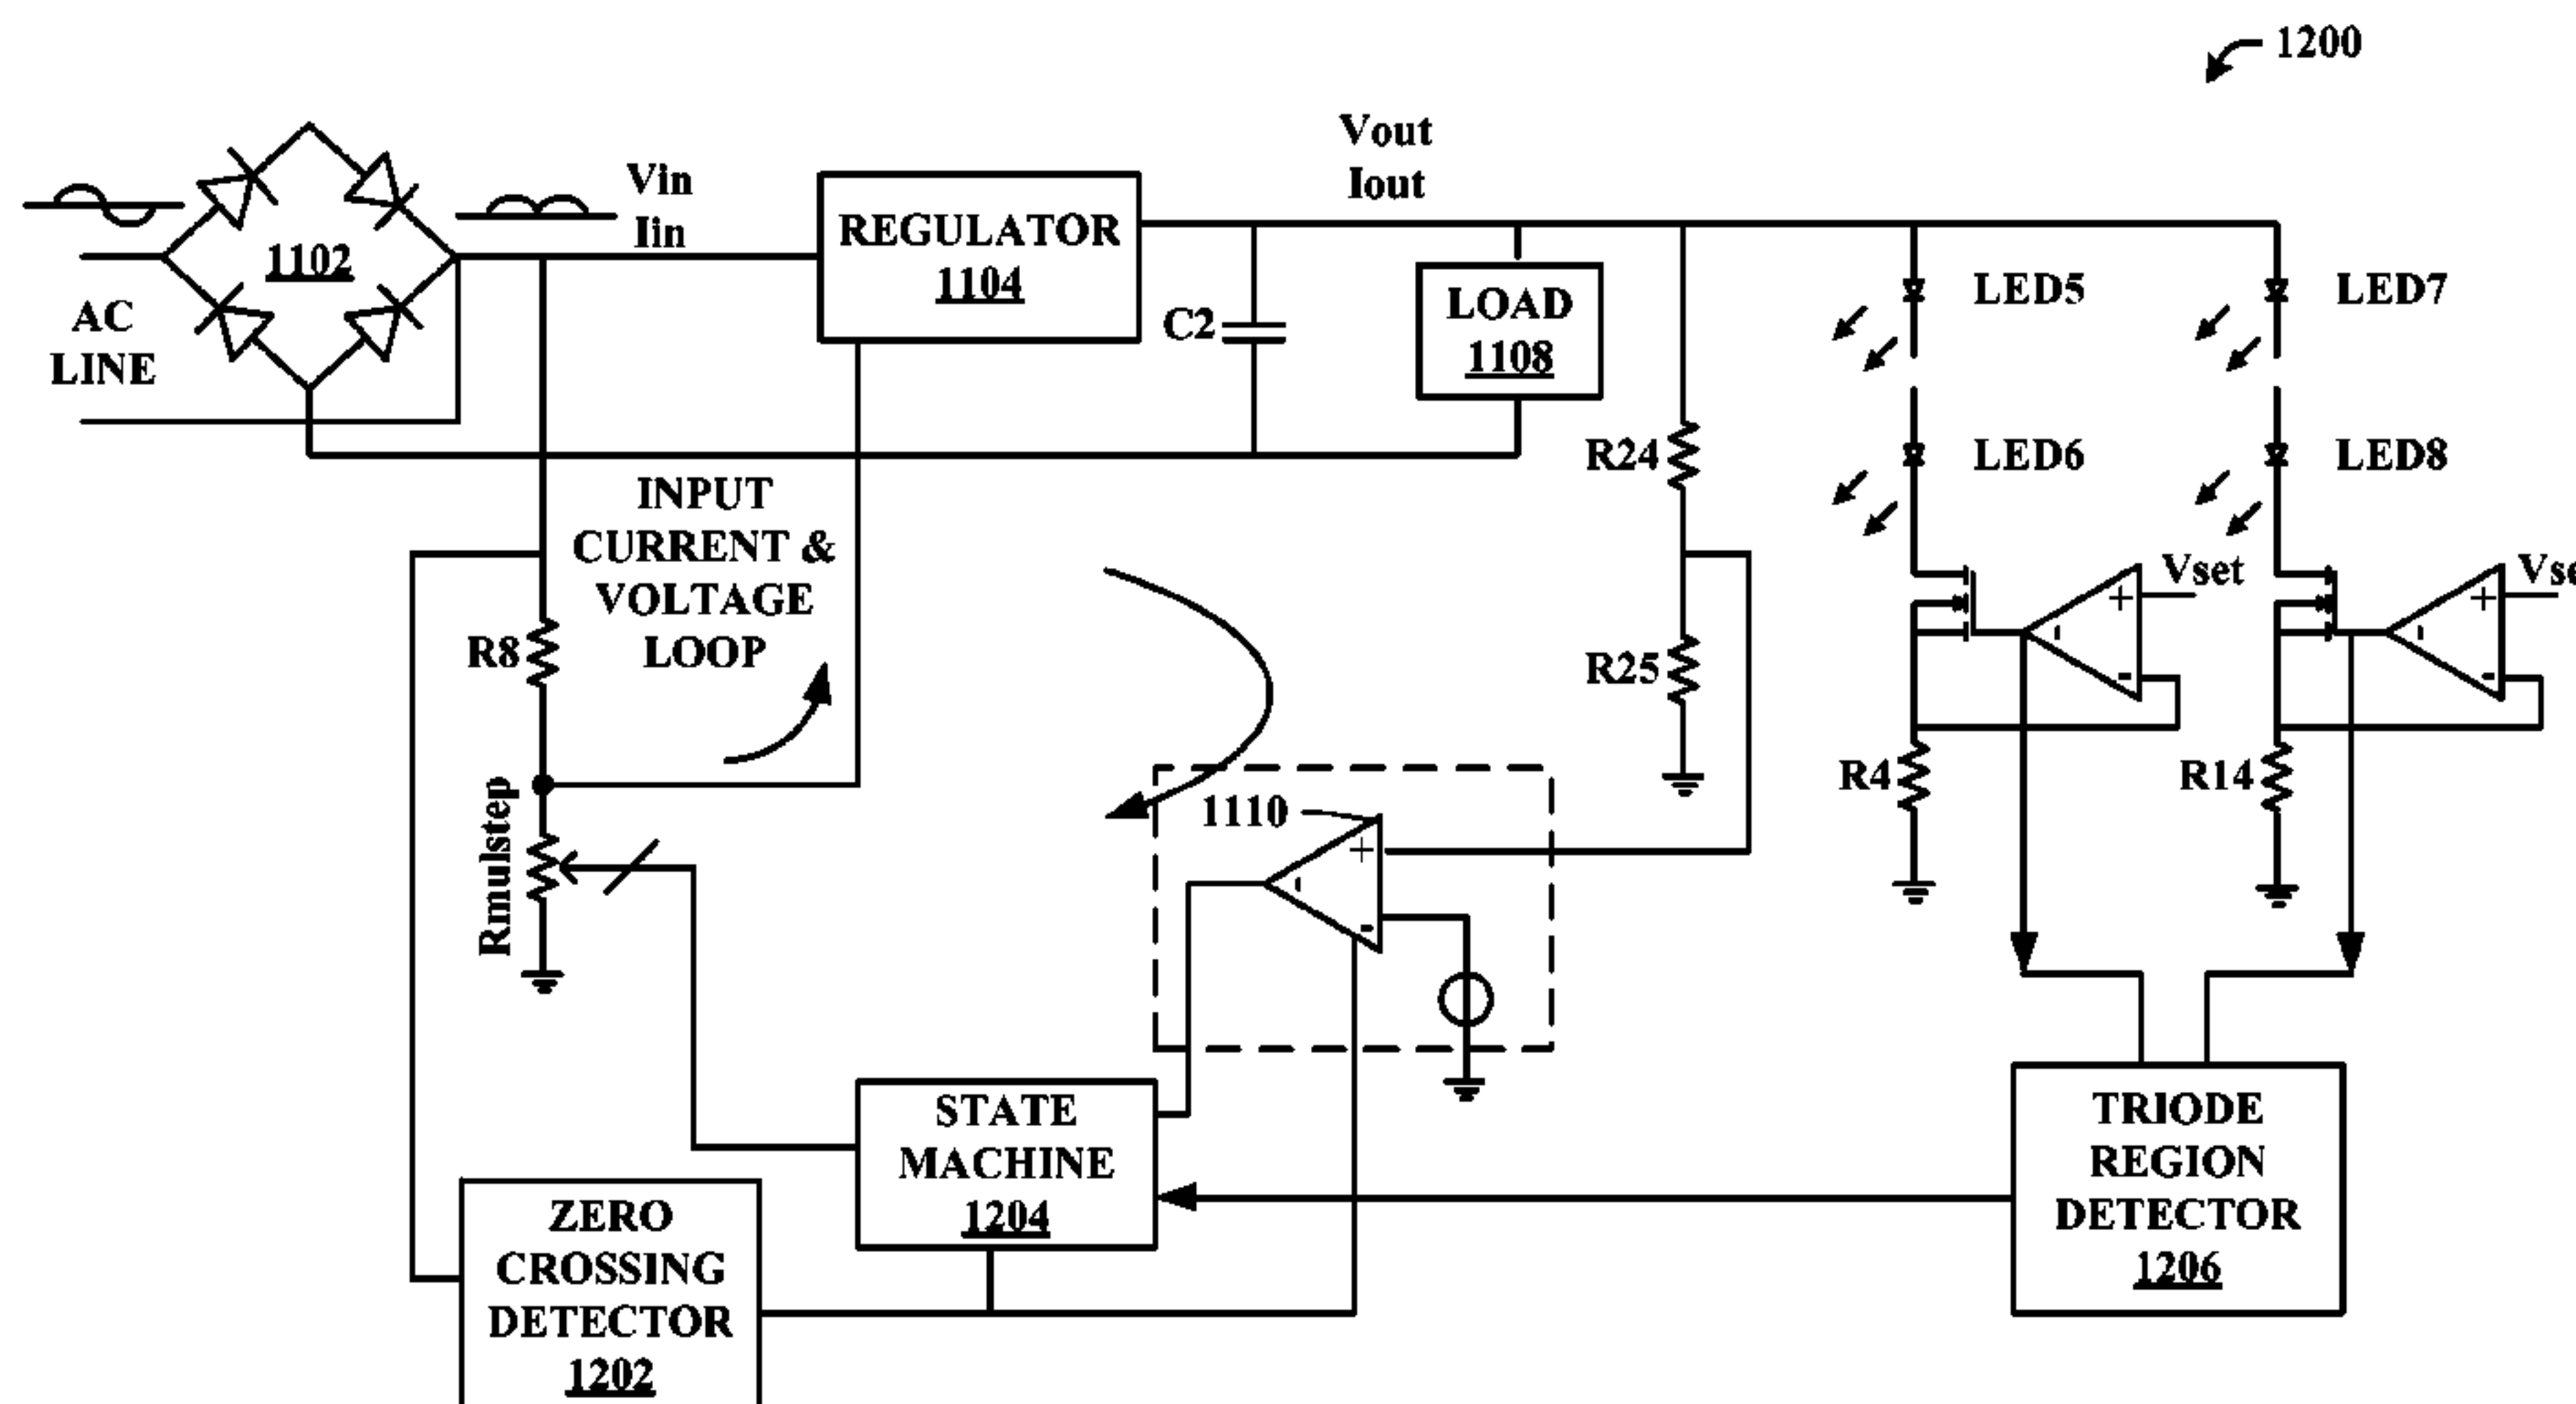 1200
Vout
Iout
Vin
Iin
REGULATOR
1104
1102
AC
LINE
C2
LOAD
1108
LED5
LED7
R24
LED6
LED8
INPUT
CURRENT &
VOLTAGE
LOOP
R8
R25
+
Vset
-
+
-
R4
R14
Rmulstep
1110
+
-
STATE
MACHINE
1204
TRIODE
REGION
DETECTOR
1206
ZERO
CROSSING
DETECTOR
1202